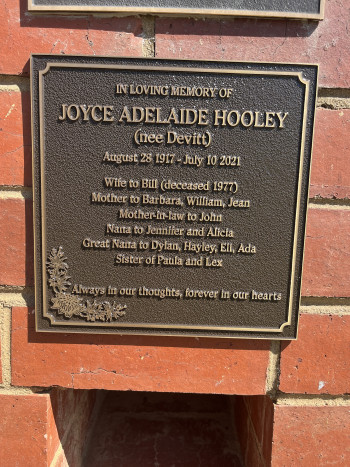 IN LOVING MEMORY OF
JOYCE ADELAIDE HOOLEY
(nee Devitt)
August 28 1917 - July 10 2021
Wife to Bill (deceased 1977)
Mother to Barbara, William, Jean
Mother-in-law to John
Nana to Jennifer and Alicia
Great Nana to Dylan, Hayley, Eli, Ada
Sister of Paula and Lex
Always in our thoughts, forever in our hearts